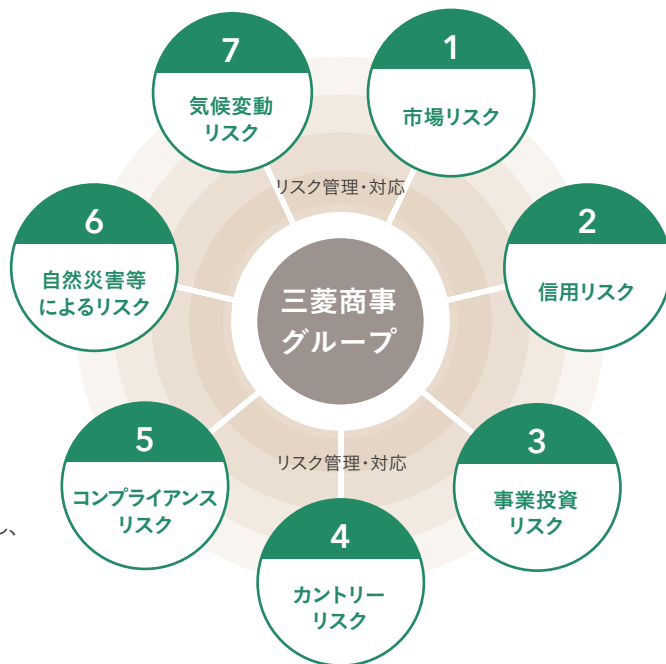 7
気候変動
リスク
1
市場リスク
リスク管理・対応
6
自然災害等
によるリスク
2
信用リスク
三菱商事
グループ
5
コンプライアンス
リスク
リスク管理・対応
3
事業投資
リスク
4
カントリー
リスク
し、